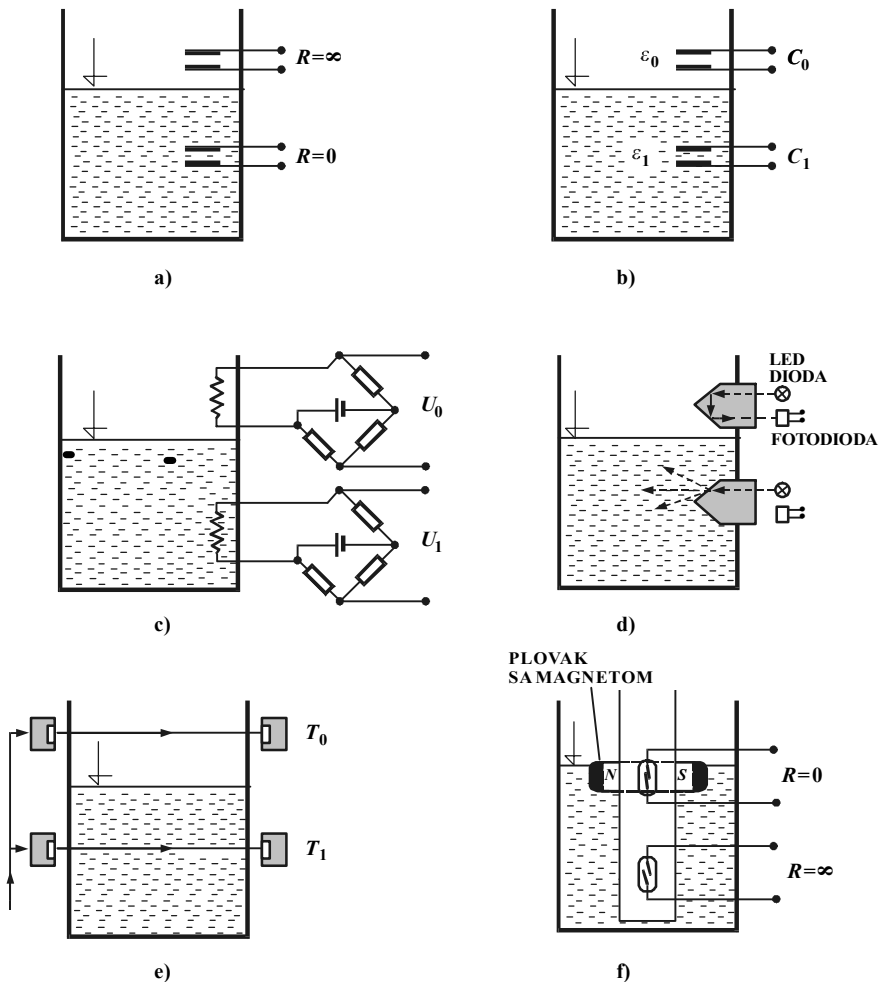 R=∞
R=0
a)
ε0
C0
ε1
C1
b)
U0
U1
c)
LED
DIODA
FOTODIODA
d)
T0
T1
e)
PLOVAK
SA MAGNETOM
N
S
R=0
R=∞
f)